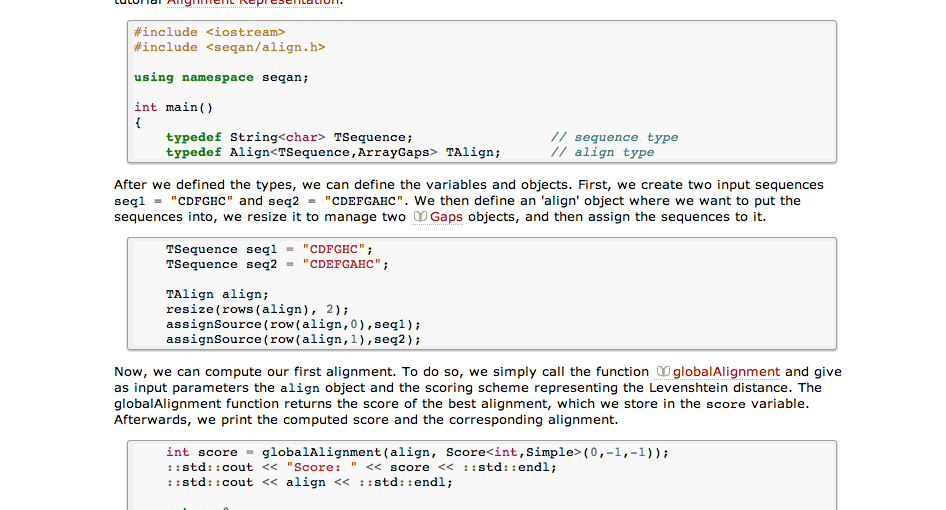 tutorial Alignment Representation.
#include <iostream>
#include <seqan/align.h>
using namespace seqan;
int main()
{
typedef String<char> TSequence; // sequence type
typedef Align<TSequence,ArrayGaps> TAlign; // align type
After we defined the types, we can define the variables and objects. First, we create two input sequences
seq1 = "CDFGHC" and seq2 = "CDEFGAHC". We then define an 'align' object where we want to put the
sequences into, we resize it to manage two Gaps objects, and then assign the sequences to it.
TSequence seq1 = "CDFGHC";
TSequence seq2 = "CDEFGAHC";
TAlign align;
resize(rows(align), 2);
assignSource(row(align,0),seq1);
assignSource(row(align,1),seq2);
Now, we can compute our first alignment. To do so, we simply call the function globalAlignment and give
as input parameters the align object and the scoring scheme representing the Levenshtein distance. The
globalAlignment function returns the score of the best alignment, which we store in the score variable.
Afterwards, we print the computed score and the corresponding alignment.
int score = globalAlignment(align, Score<int,Simple>(0,-1,-1));
::std::cout << "Score: " << score << ::std::endl;
::std::cout << align << ::std::endl;